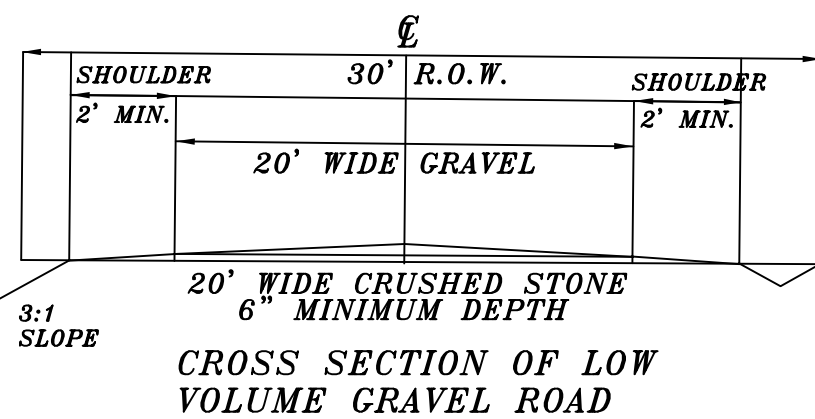 ℄
SHOULDER
30' R.O.W.
SHOULDER
2' MIN.
2' MIN.
20' WIDE GRAVEL
20' WIDE CRUSHED STONE
6" MINIMUM DEPTH
3:1
SLOPE
CROSS SECTION OF LOW
VOLUME GRAVEL ROAD